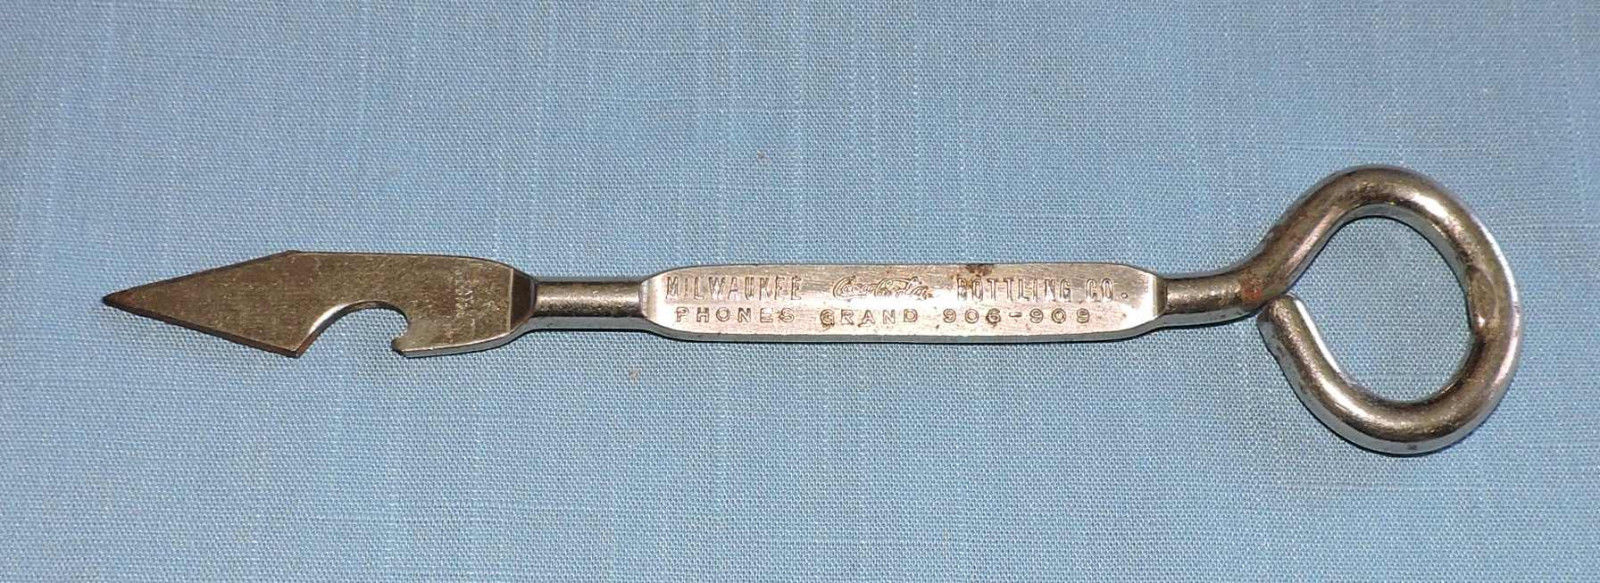 MILWAUKEE Coca-Cola BOTTLING CO.
PHONES GRAND 906-909